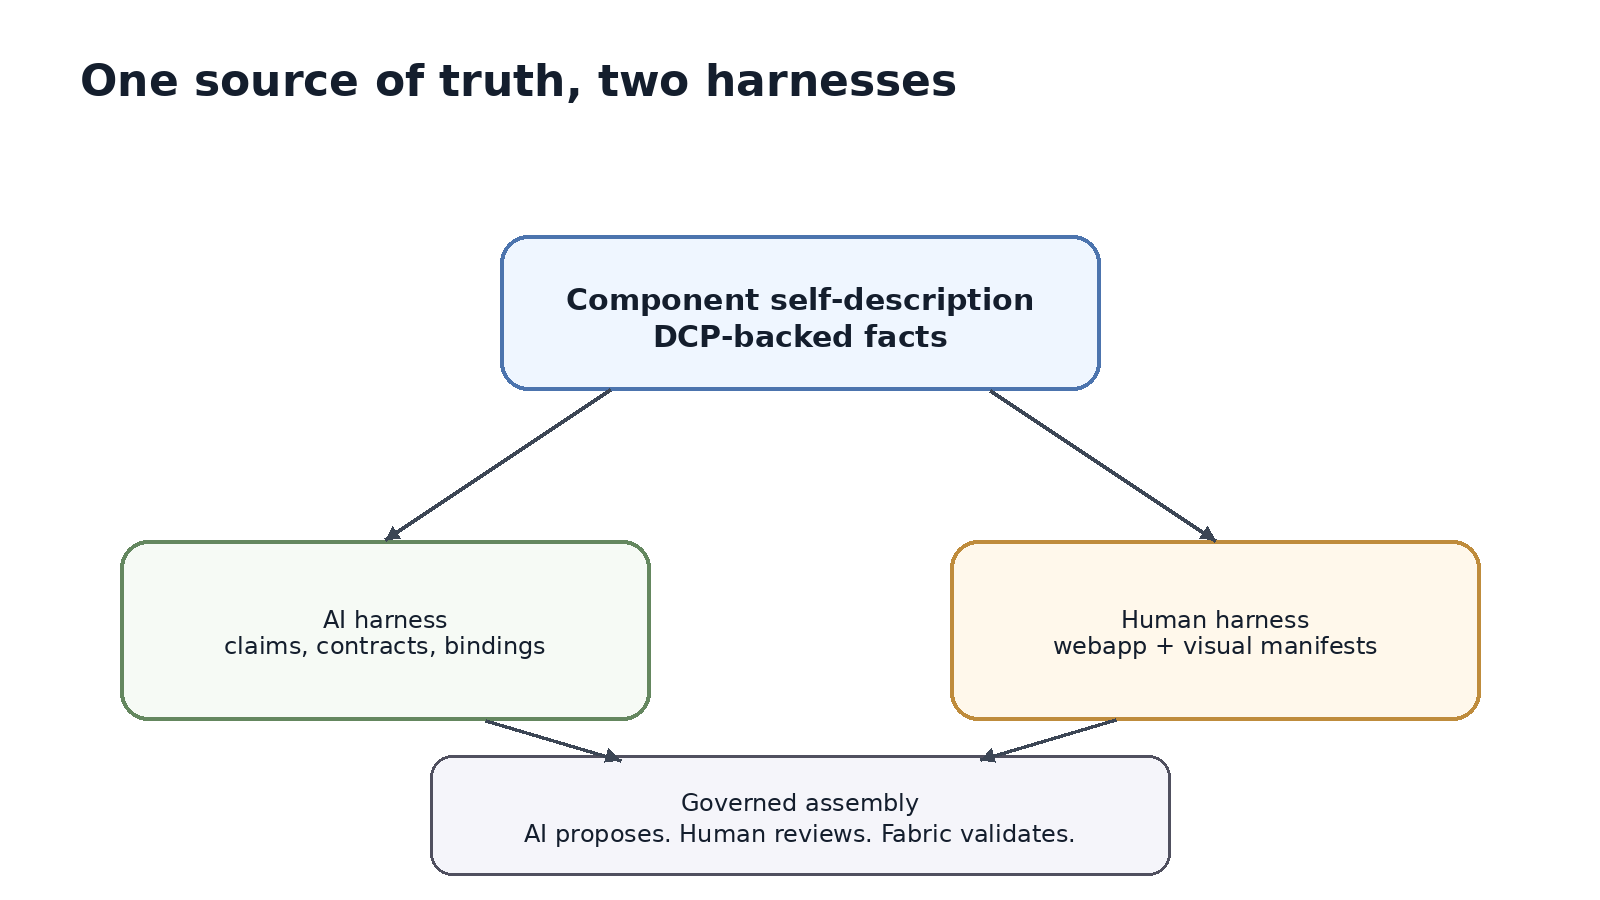 One source of truth, two harnesses
Component self-description
DCP-backed facts
AI harness
claims, contracts, bindings
Human harness
webapp + visual manifests
Governed assembly
AI proposes. Human reviews. Fabric validates.